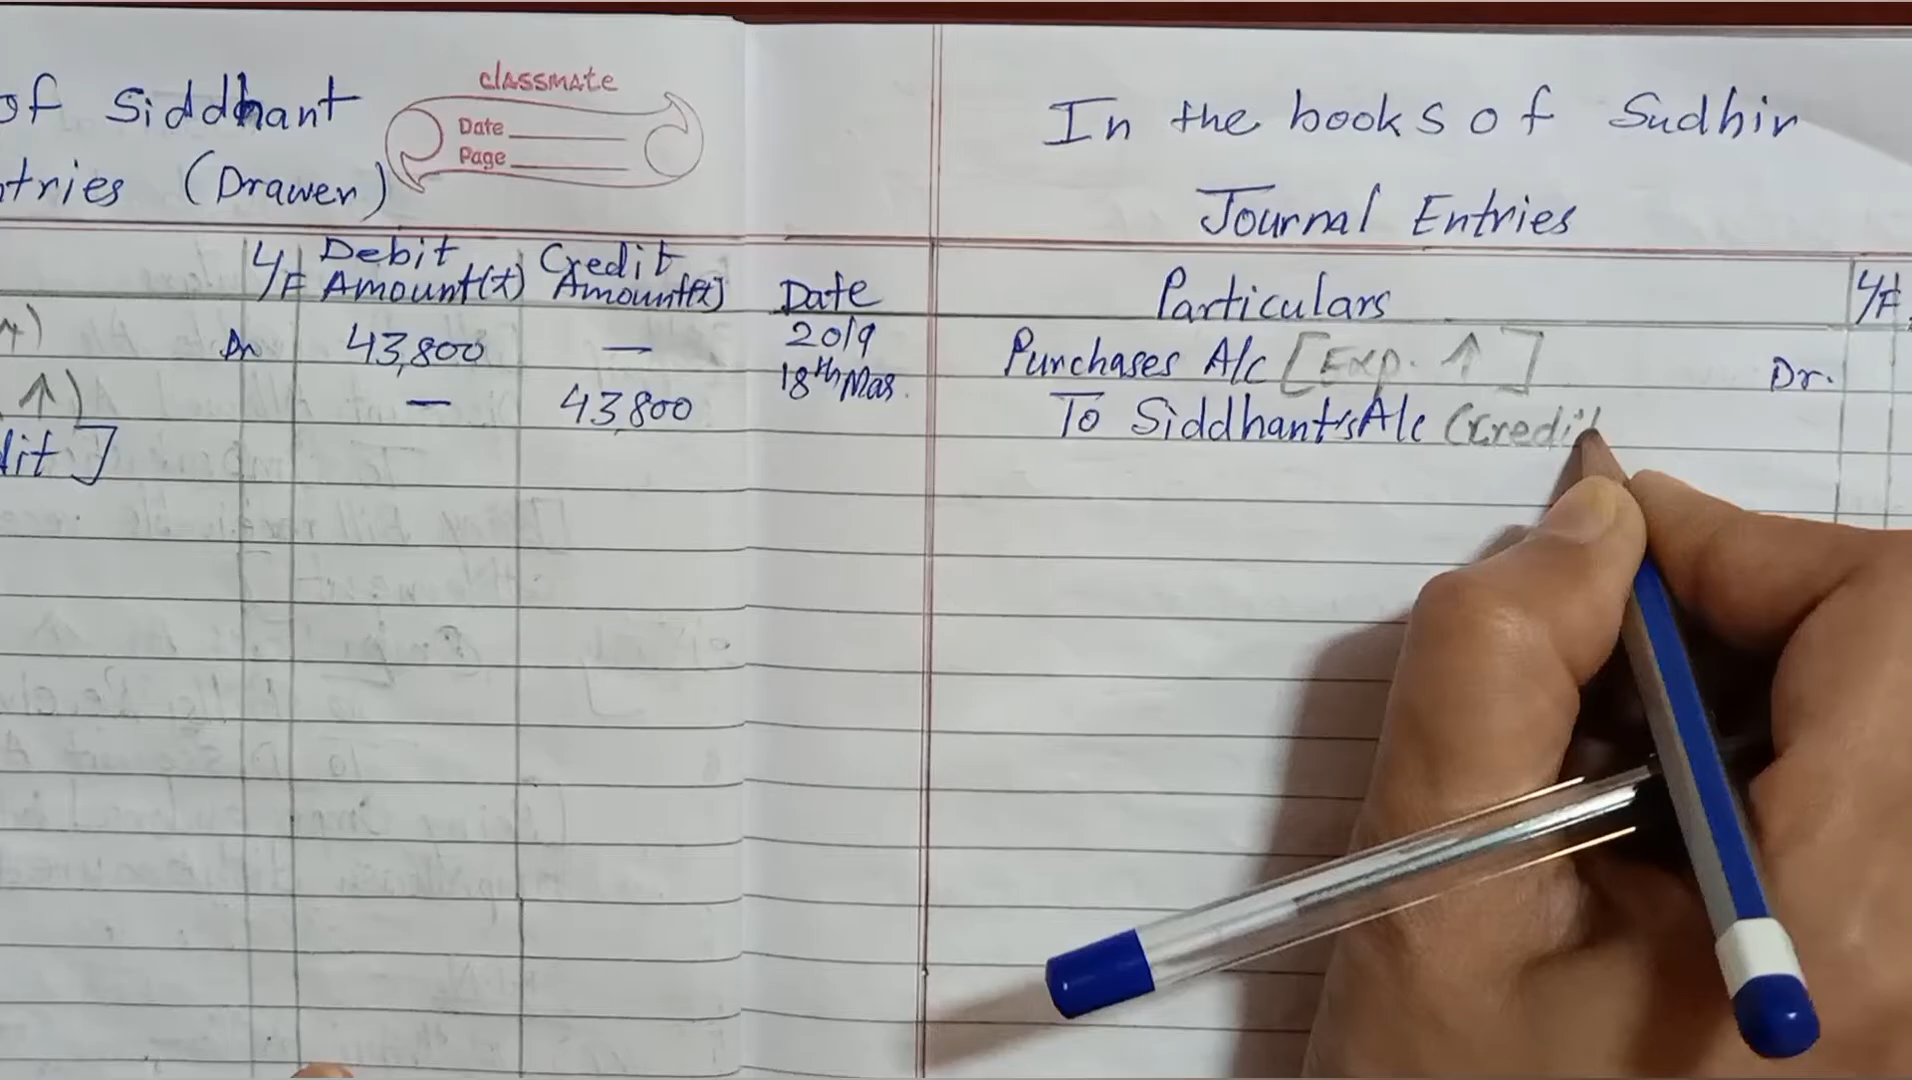 of Siddhant
ntries (Drawer)
classmate
Date
Page
L/F Debit Amount(₹) Credit Amount(₹)
Dr 43,800 —
↑) — 43,800
dit]
In the books of Sudhir
Journal Entries
Date Particulars L/F
2019 Purchases A/c [Exp. ↑] Dr.
18th Mar.
To Siddhant's A/c (Credit